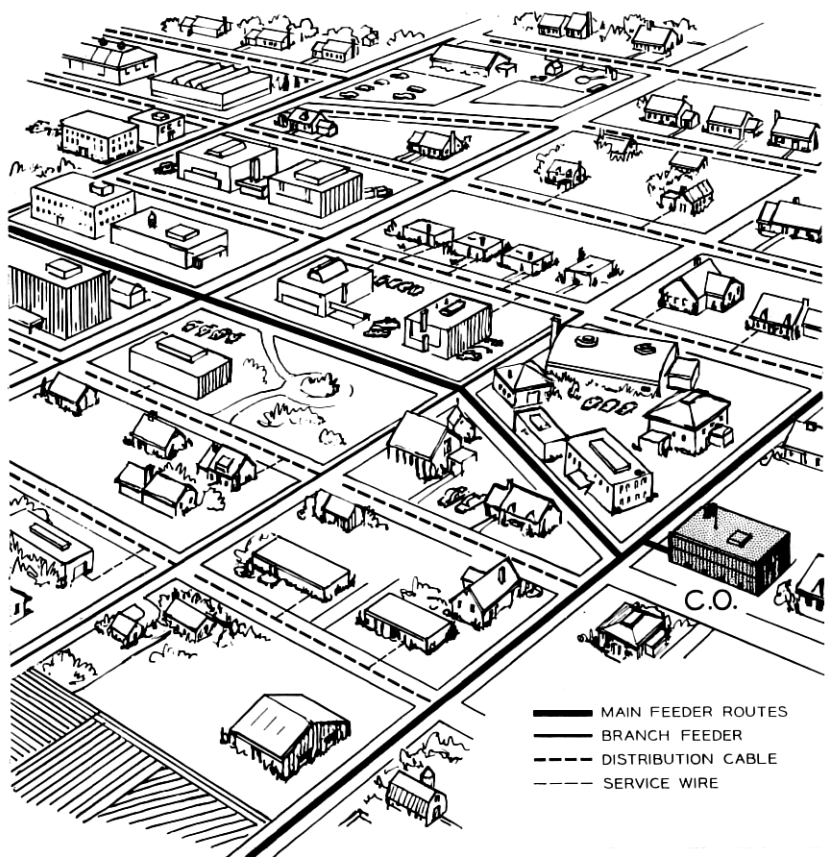 C.O.
MAIN FEEDER ROUTES
BRANCH FEEDER
DISTRIBUTION CABLE
SERVICE WIRE